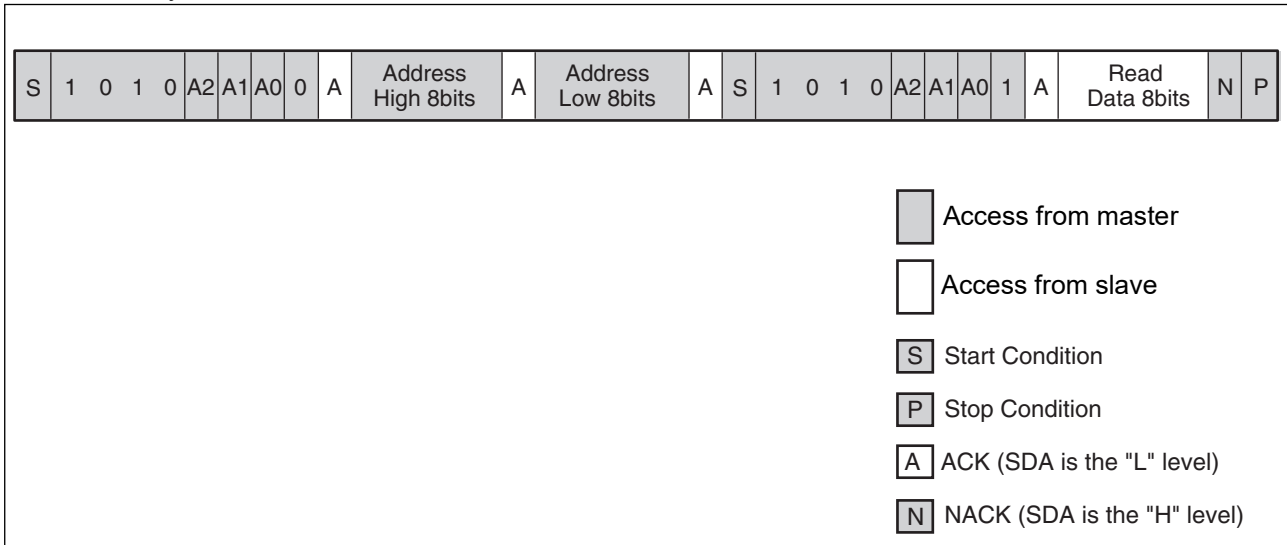 S 1 0 1 0 A2 A1 A0 0 A Address High 8bits A Address Low 8bits A S 1 0 1 0 A2 A1 A0 1 A Read Data 8bits N P
Access from master
Access from slave
S Start Condition
P Stop Condition
A ACK (SDA is the "L" level)
N NACK (SDA is the "H" level)